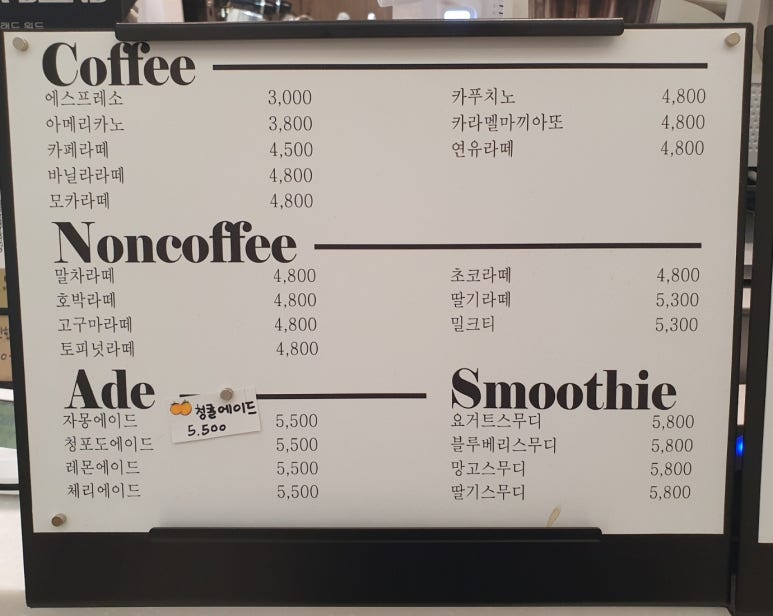 랜드 월드
Coffee
에스프레소 3,000
아메리카노 3,800
카페라떼 4,500
바닐라라떼 4,800
모카라떼 4,800
카푸치노 4,800
카라멜마끼아또 4,800
연유라떼 4,800
Noncoffee
말차라떼 4,800
호박라떼 4,800
고구마라떼 4,800
토피넛라떼 4,800
초코라떼 4,800
딸기라떼 5,300
밀크티 5,300
Ade
청귤에이드
5.500
자몽에이드 5,500
청포도에이드 5,500
레몬에이드 5,500
체리에이드 5,500
Smoothie
요거트스무디 5,800
블루베리스무디 5,800
망고스무디 5,800
딸기스무디 5,800